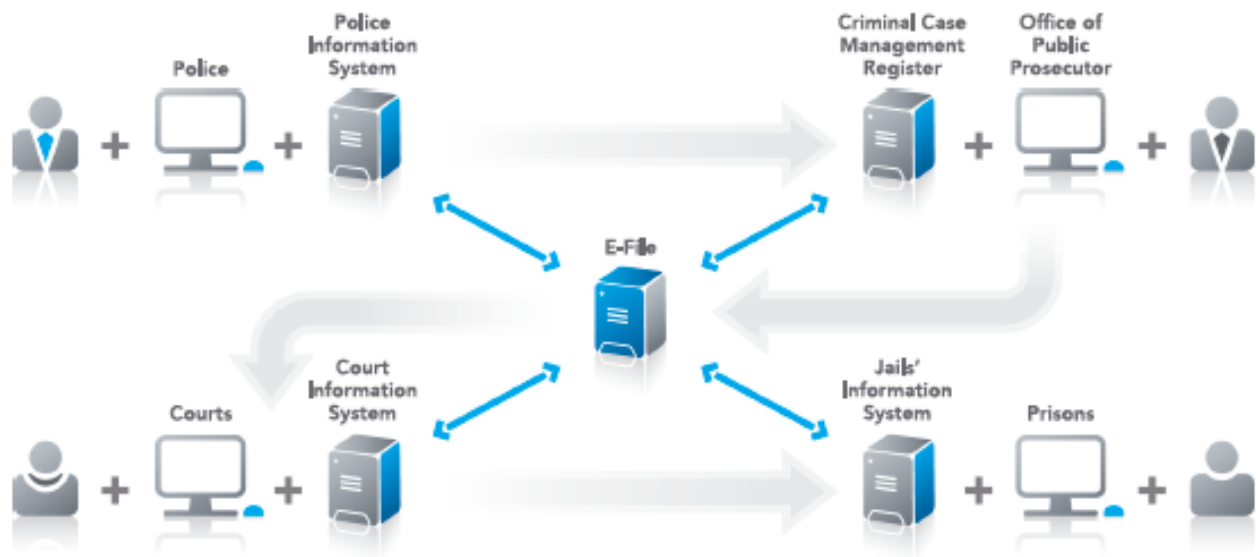 Police
Police
Information
System
Criminal Case
Management
Register
Office of
Public
Prosecutor
E-File
Courts
Court
Information
System
Jails'
Information
System
Prisons